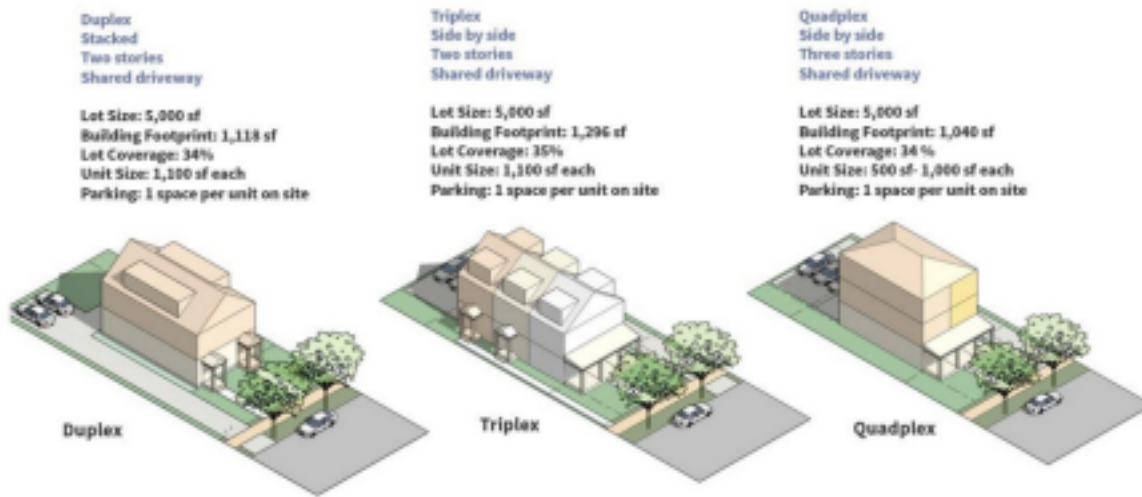 Duplex
Stacked
Two stories
Shared driveway
Lot Size: 5,000 sf
Building Footprint: 1,118 sf
Lot Coverage: 34%
Unit Size: 1,100 sf each
Parking: 1 space per unit on site
Duplex
Triplex
Side by side
Two stories
Shared driveway
Lot Size: 5,000 sf
Building Footprint: 1,296 sf
Lot Coverage: 35%
Unit Size: 1,100 sf each
Parking: 1 space per unit on site
Triplex
Quadplex
Side by side
Three stories
Shared driveway
Lot Size: 5,000 sf
Building Footprint: 1,040 sf
Lot Coverage: 34 %
Unit Size: 500 sf- 1,000 sf each
Parking: 1 space per unit on site
Quadplex